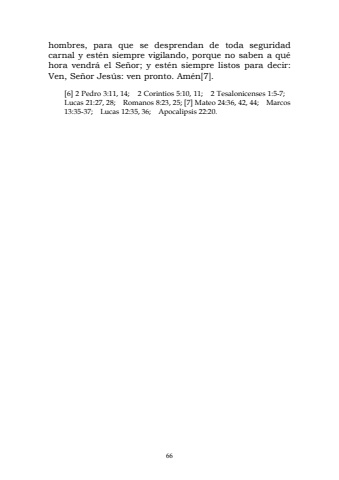 hombres, para que se desprendan de toda seguridad
carnal y estén siempre vigilando, porque no saben a qué
hora vendrá el Señor; y estén siempre listos para decir:
Ven, Señor Jesús: ven pronto. Amén[7].
[6] 2 Pedro 3:11, 14; 2 Corintios 5:10, 11; 2 Tesalonicenses 1:5-7;
Lucas 21:27, 28; Romanos 8:23, 25; [7] Mateo 24:36, 42, 44; Marcos
13:35-37; Lucas 12:35, 36; Apocalipsis 22:20.
66